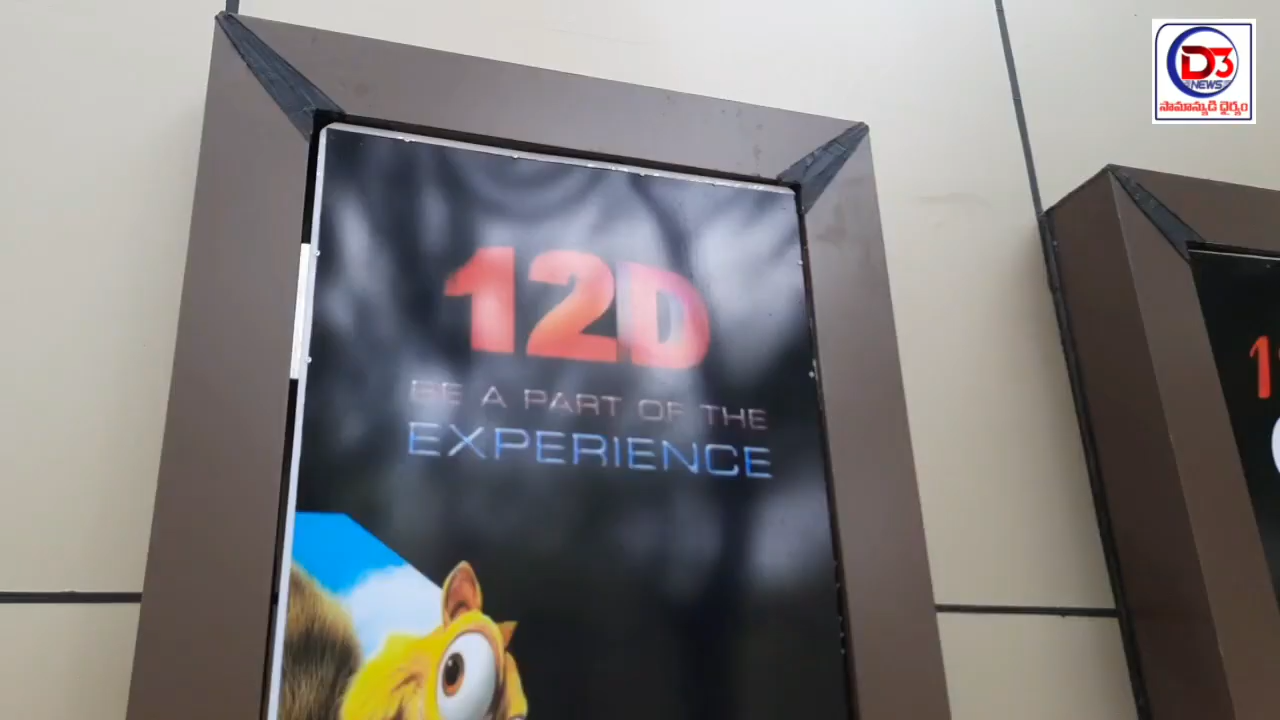 12D
BE A PART OF THE
EXPERIENCE
D3
NEWS
సామాన్యుడి ధైర్యం